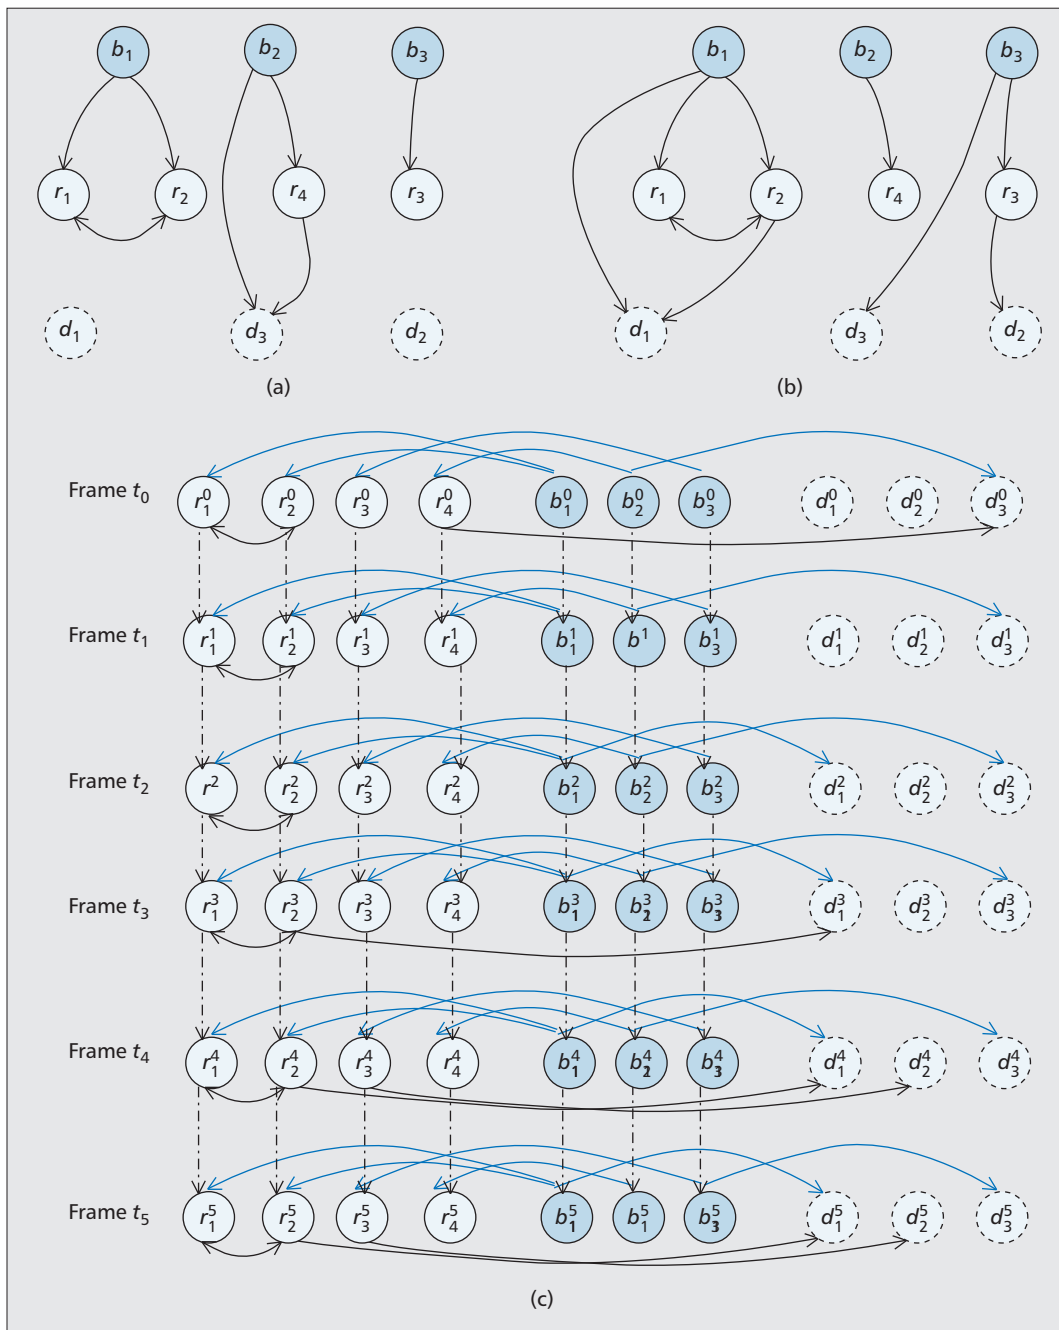 b1 b2 b3 b1 b2 b3
r1 r2 r4 r3 r1 r2 r4 r3
d1 d3 d2 d1 d3 d2
(a) (b)
Frame t0 r1^0 r2^0 r3^0 r4^0 b1^0 b2^0 b3^0 d1^0 d2^0 d3^0
Frame t1 r1^1 r2^1 r3^1 r4^1 b1^1 b^1 b3^1 d1^1 d2^1 d3^1
Frame t2 r^2 r2^2 r3^2 r4^2 b1^2 b2^2 b3^2 d1^2 d2^2 d3^2
Frame t3 r1^3 r2^3 r3^3 r4^3 b1^3 b2^3 b3^3 d1^3 d2^3 d3^3
Frame t4 r1^4 r2^4 r3^4 r4^4 b1^4 b2^4 b3^4 d1^4 d2^4 d3^4
Frame t5 r1^5 r2^5 r3^5 r4^5 b1^5 b1^5 b3^5 d1^5 d2^5 d3^5
(c)